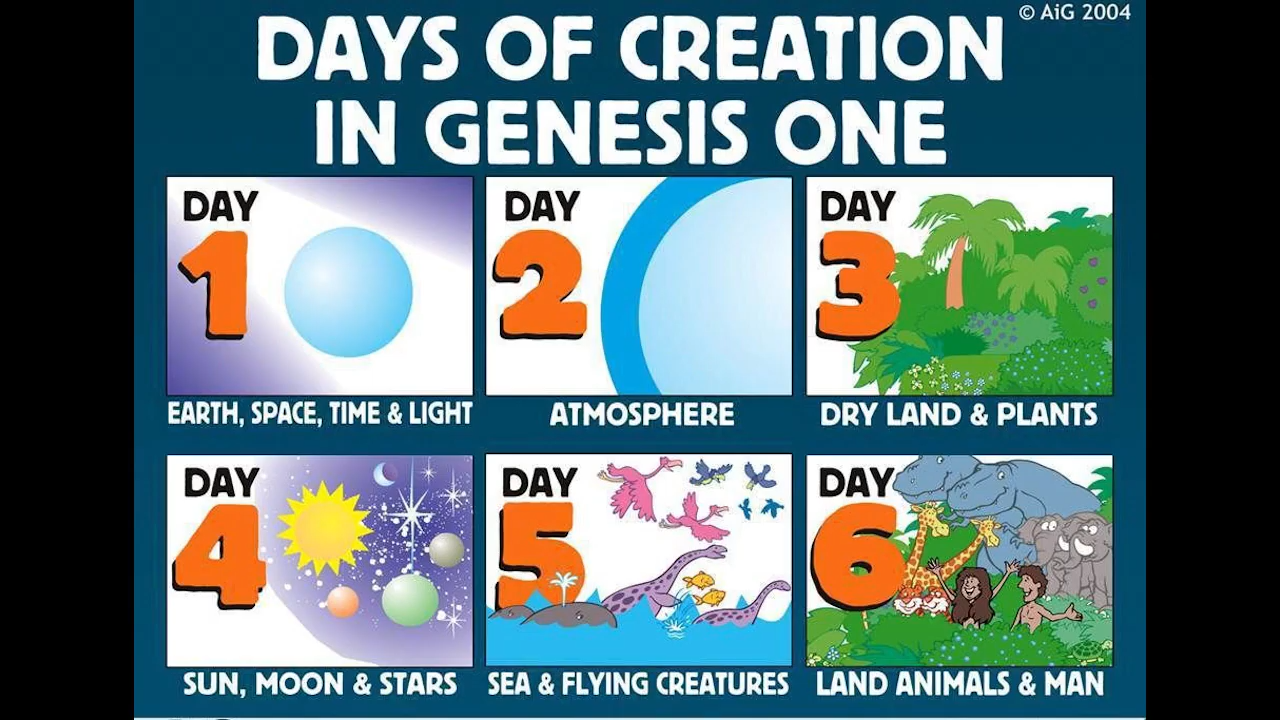 © AiG 2004
DAYS OF CREATION
IN GENESIS ONE
DAY
1
EARTH, SPACE, TIME & LIGHT
DAY
2
ATMOSPHERE
DAY
3
DRY LAND & PLANTS
DAY
4
SUN, MOON & STARS
DAY
5
SEA & FLYING CREATURES
DAY
6
LAND ANIMALS & MAN